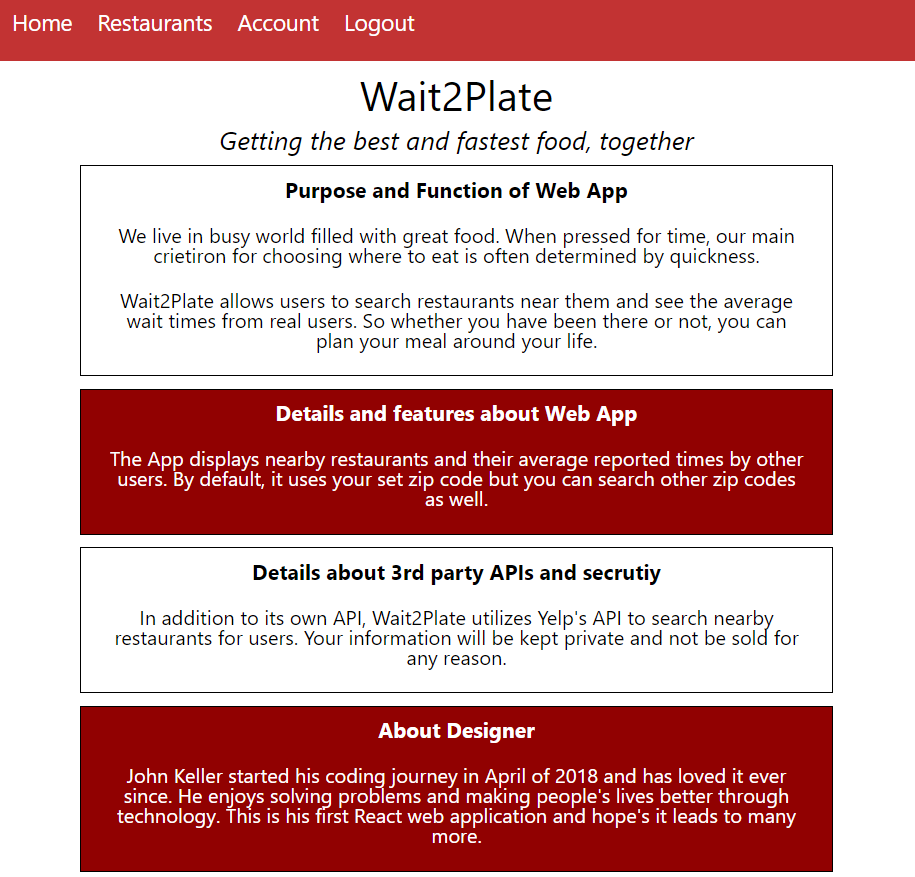 Home Restaurants Account Logout
Wait2Plate
Getting the best and fastest food, together
Purpose and Function of Web App
We live in busy world filled with great food. When pressed for time, our main
crietiron for choosing where to eat is often determined by quickness.
Wait2Plate allows users to search restaurants near them and see the average
wait times from real users. So whether you have been there or not, you can
plan your meal around your life.
Details and features about Web App
The App displays nearby restaurants and their average reported times by other
users. By default, it uses your set zip code but you can search other zip codes
as well.
Details about 3rd party APIs and secrutiy
In addition to its own API, Wait2Plate utilizes Yelp's API to search nearby
restaurants for users. Your information will be kept private and not be sold for
any reason.
About Designer
John Keller started his coding journey in April of 2018 and has loved it ever
since. He enjoys solving problems and making people's lives better through
technology. This is his first React web application and hope's it leads to many
more.